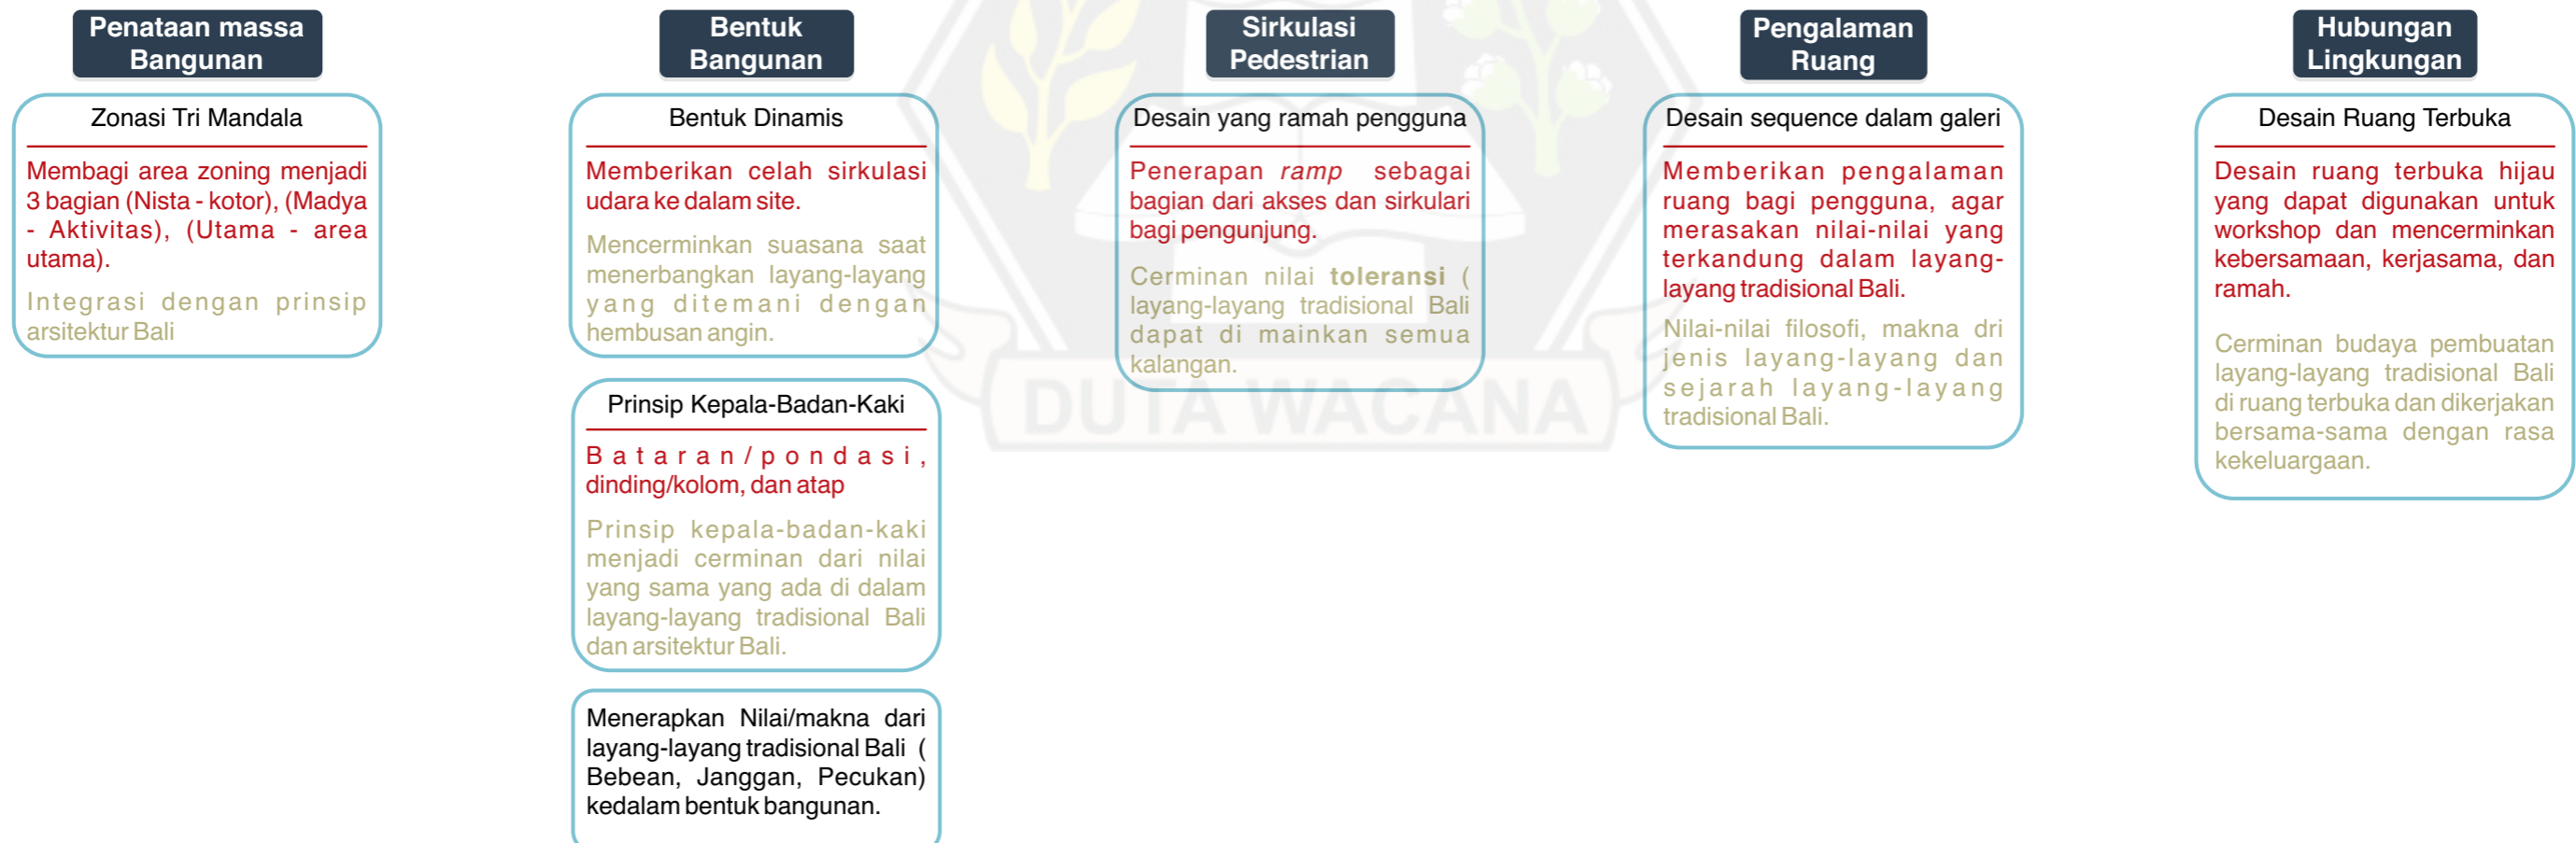 Penataan massa
Bangunan
Zonasi Tri Mandala
Membagi area zoning menjadi
3 bagian (Nista - kotor), (Madya
- Aktivitas), (Utama - area
utama).
Integrasi dengan prinsip
arsitektur Bali
Bentuk
Bangunan
Bentuk Dinamis
Memberikan celah sirkulasi
udara ke dalam site.
Mencerminkan suasana saat
menerbangkan layang-layang
yang ditemani dengan
hembusan angin.
Prinsip Kepala-Badan-Kaki
Bataran/pondasi,
dinding/kolom, dan atap
Prinsip kepala-badan-kaki
menjadi cerminan dari nilai
yang sama yang ada di dalam
layang-layang tradisional Bali
dan arsitektur Bali.
Menerapkan Nilai/makna dari
layang-layang tradisional Bali (
Bebean, Janggan, Pecukan)
kedalam bentuk bangunan.
Sirkulasi
Pedestrian
Desain yang ramah pengguna
Penerapan ramp sebagai
bagian dari akses dan sirkulari
bagi pengunjung.
Cerminan nilai toleransi (
layang-layang tradisional Bali
dapat di mainkan semua
kalangan.
Pengalaman
Ruang
Desain sequence dalam galeri
Memberikan pengalaman
ruang bagi pengguna, agar
merasakan nilai-nilai yang
terkandung dalam layang-
layang tradisional Bali.
Nilai-nilai filosofi, makna dri
jenis layang-layang dan
sejarah layang-layang
tradisional Bali.
Hubungan
Lingkungan
Desain Ruang Terbuka
Desain ruang terbuka hijau
yang dapat digunakan untuk
workshop dan mencerminkan
kebersamaan, kerjasama, dan
ramah.
Cerminan budaya pembuatan
layang-layang tradisional Bali
di ruang terbuka dan dikerjakan
bersama-sama dengan rasa
kekeluargaan.
DUTA WACANA